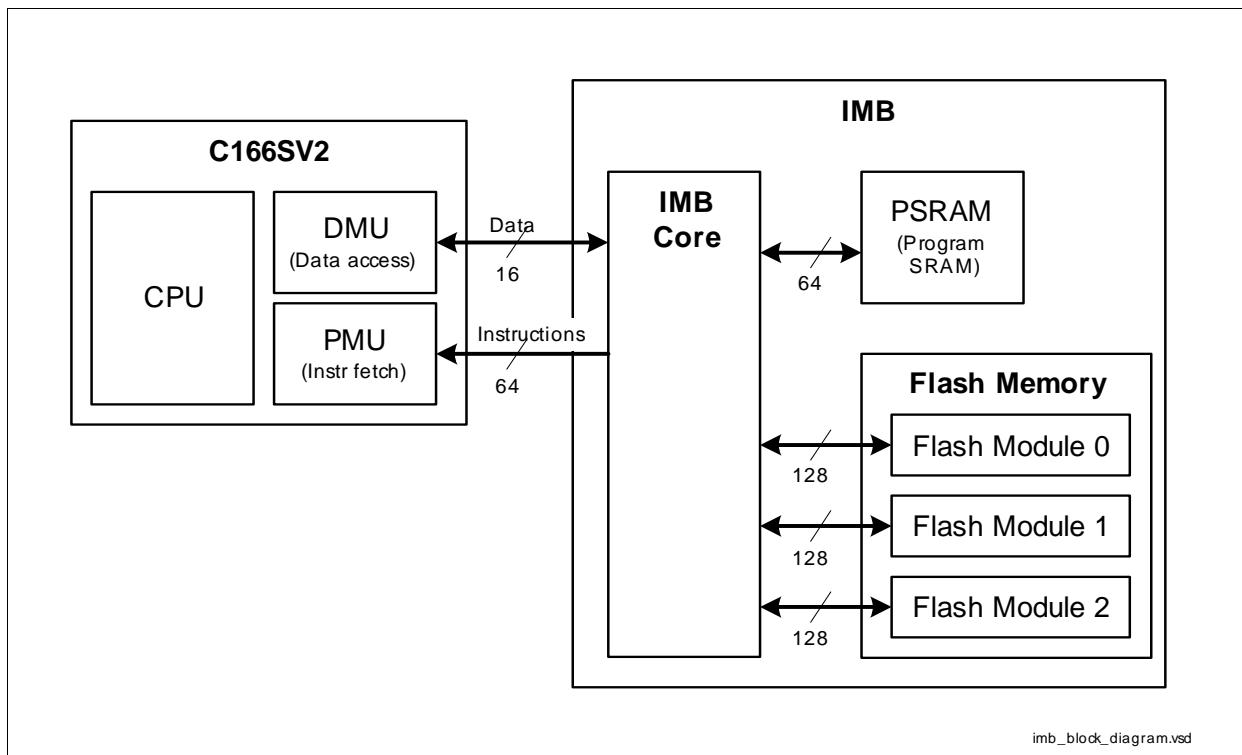 IMB
C166SV2
CPU
DMU
(Data access)
PMU
(Instr fetch)
Data
16
Instructions
64
IMB
Core
64
PSRAM
(Program
SRAM)
Flash Memory
128
Flash Module 0
128
Flash Module 1
128
Flash Module 2
imb_block_diagram.vsd